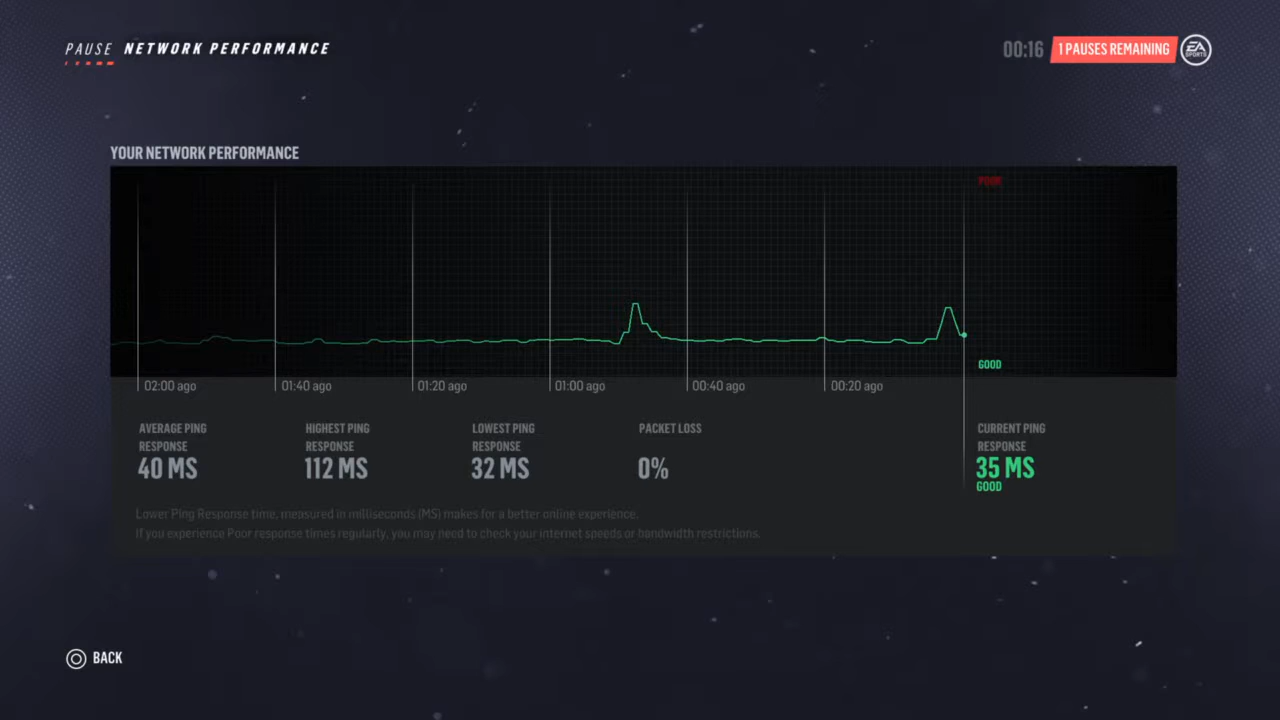 PAUSE NETWORK PERFORMANCE
00:16 1 PAUSES REMAINING EA SPORTS
YOUR NETWORK PERFORMANCE
POOR
GOOD
02:00 ago 01:40 ago 01:20 ago 01:00 ago 00:40 ago 00:20 ago
AVERAGE PING RESPONSE
40 MS
HIGHEST PING RESPONSE
112 MS
LOWEST PING RESPONSE
32 MS
PACKET LOSS
0%
CURRENT PING RESPONSE
35 MS
GOOD
Lower Ping Response time, measured in milliseconds (MS) makes for a better online experience.
If you experience Poor response times regularly, you may need to check your internet speeds or bandwidth restrictions.
BACK